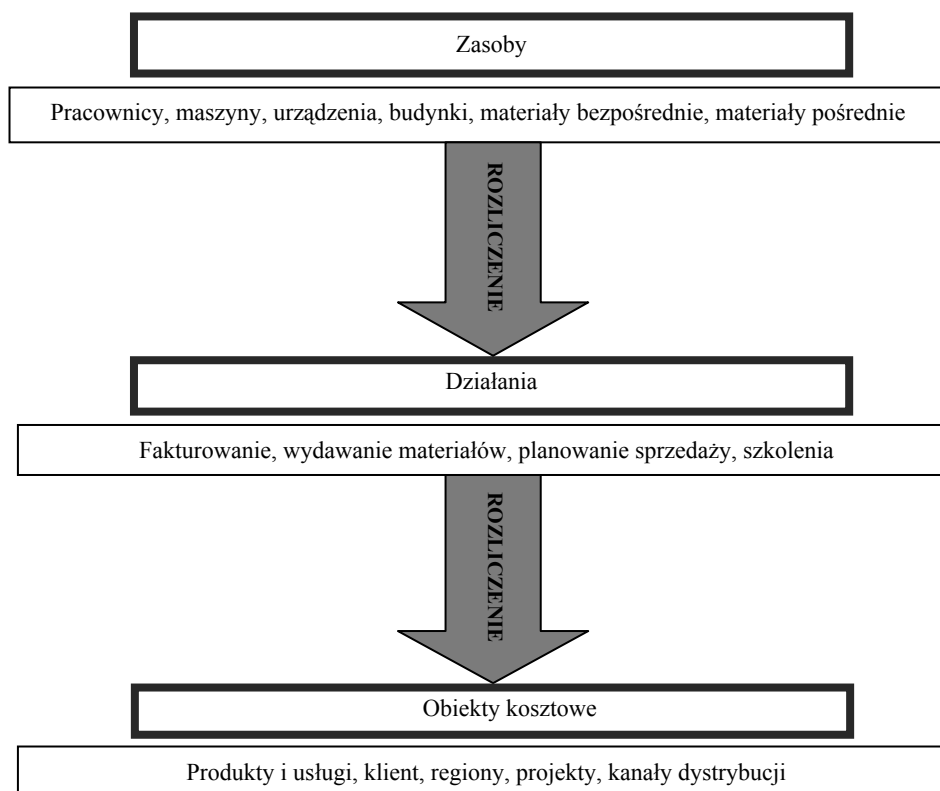 Zasoby
Pracownicy, maszyny, urządzenia, budynki, materiały bezpośrednie, materiały pośrednie
ROZLICZENIE
Działania
Fakturowanie, wydawanie materiałów, planowanie sprzedaży, szkolenia
ROZLICZENIE
Obiekty kosztowe
Produkty i usługi, klient, regiony, projekty, kanały dystrybucji